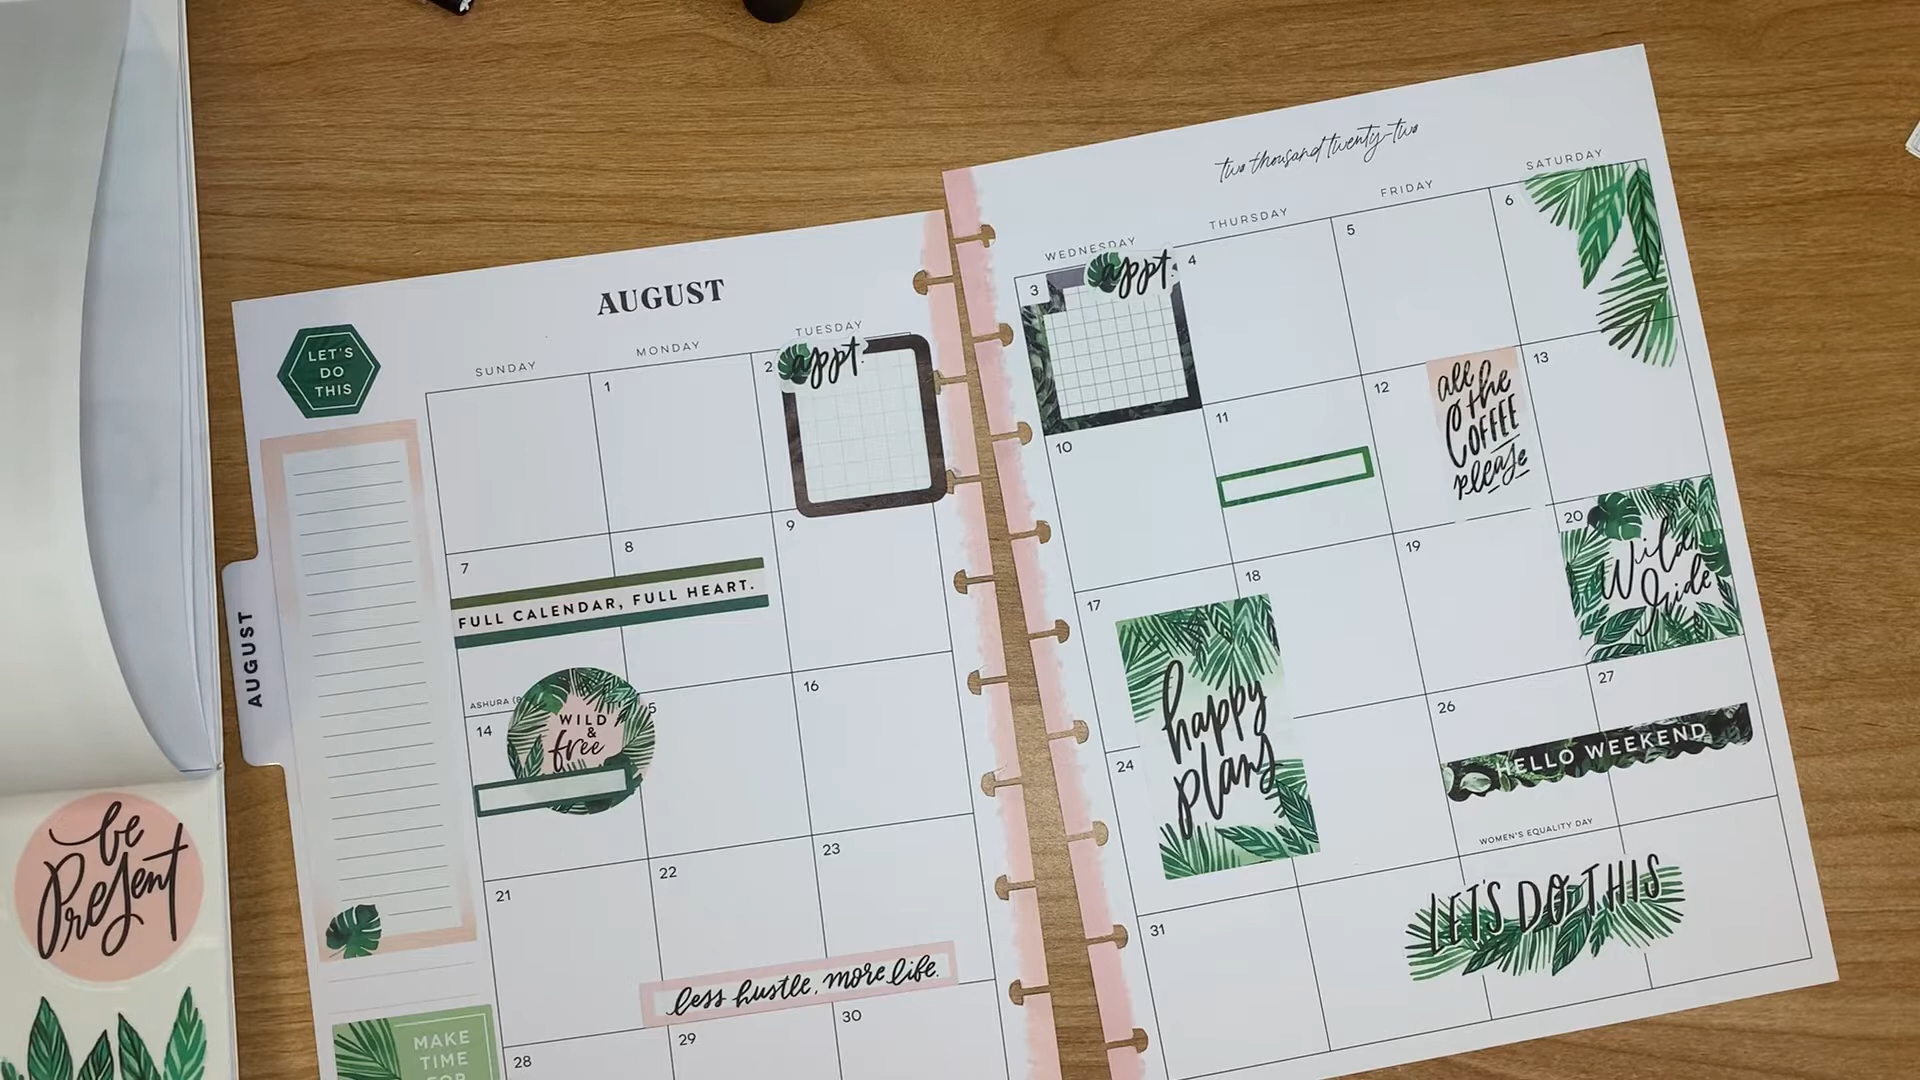 AUGUST
two thousand twenty-two
LET'S
DO
THIS
SUNDAY
MONDAY
TUESDAY
WEDNESDAY
THURSDAY
FRIDAY
SATURDAY
1
2
appt.
3
appt.
4
5
6
7
8
FULL CALENDAR, FULL HEART.
9
10
11
12
all
the
COFFEE
please
13
ASHURA
14
WILD
&
free
5
16
17
happy
plans
18
19
20
Wild
Ride
21
22
23
24
26
HELLO WEEKEND
WOMEN'S EQUALITY DAY
27
less hustle, more life.
28
29
30
31
LET'S DO THIS
AUGUST
be
Present
MAKE
TIME
FOR